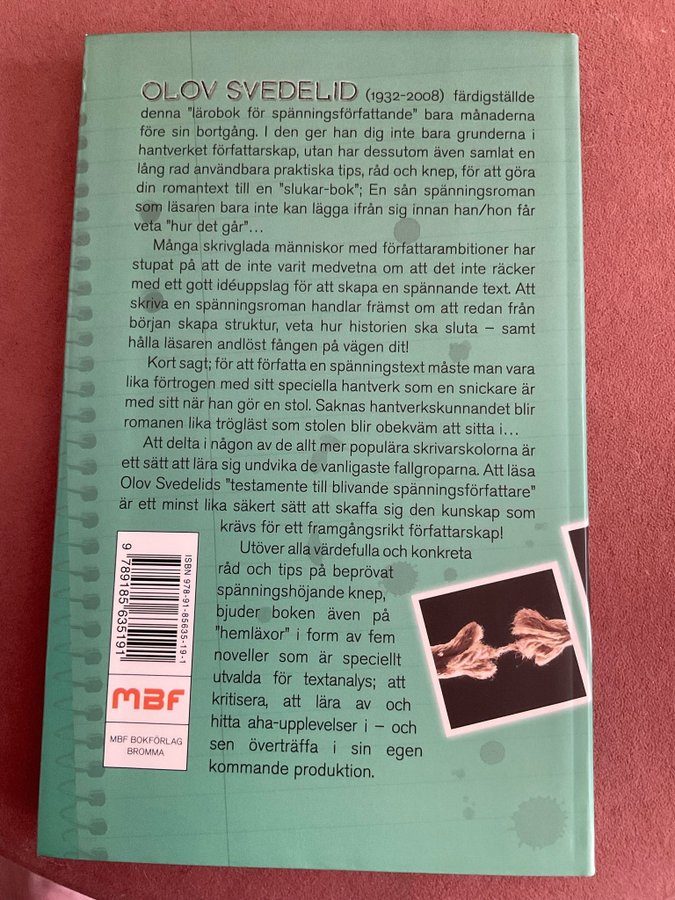 OLOV SVEDELID (1932-2008) färdigställde
denna "lärobok för spänningsförfattande" bara månaderna
före sin bortgång. I den ger han dig inte bara grunderna i
hantverket författarskap, utan har dessutom även samlat en
lång rad användbara praktiska tips, råd och knep, för att göra
din romantext till en "slukar-bok"; En sån spänningsroman
som läsaren bara inte kan lägga ifrån sig innan han/hon får
veta "hur det går"...
Många skrivglada människor med författarambitioner har
stupat på att de inte varit medvetna om att det inte räcker
med ett gott idéuppslag för att skapa en spännande text. Att
skriva en spänningsroman handlar främst om att redan från
början skapa struktur, veta hur historien ska sluta – samt
hålla läsaren andlöst fången på vägen dit!
Kort sagt; för att författa en spänningstext måste man vara
lika förtrogen med sitt speciella hantverk som en snickare är
med sitt när han gör en stol. Saknas hantverkskunnandet blir
romanen lika trögläst som stolen blir obekväm att sitta i...
Att delta i någon av de allt mer populära skrivarskolorna är
ett sätt att lära sig undvika de vanligaste fallgroparna. Att läsa
Olov Svedelids "testamente till blivande spänningsförfattare"
är ett minst lika säkert sätt att skaffa sig den kunskap som
krävs för ett framgångsrikt författarskap!
Utöver alla värdefulla och konkreta
råd och tips på beprövat
spänningshöjande knep,
bjuder boken även på
"hemläxor" i form av fem
noveller som är speciellt
utvalda för textanalys; att
kritisera, att lära av och
hitta aha-upplevelser i – och
sen överträffa i sin egen
kommande produktion.
ISBN 978-91-85635-19-1
9 789185 635191
MBF
MBF BOKFÖRLAG
BROMMA